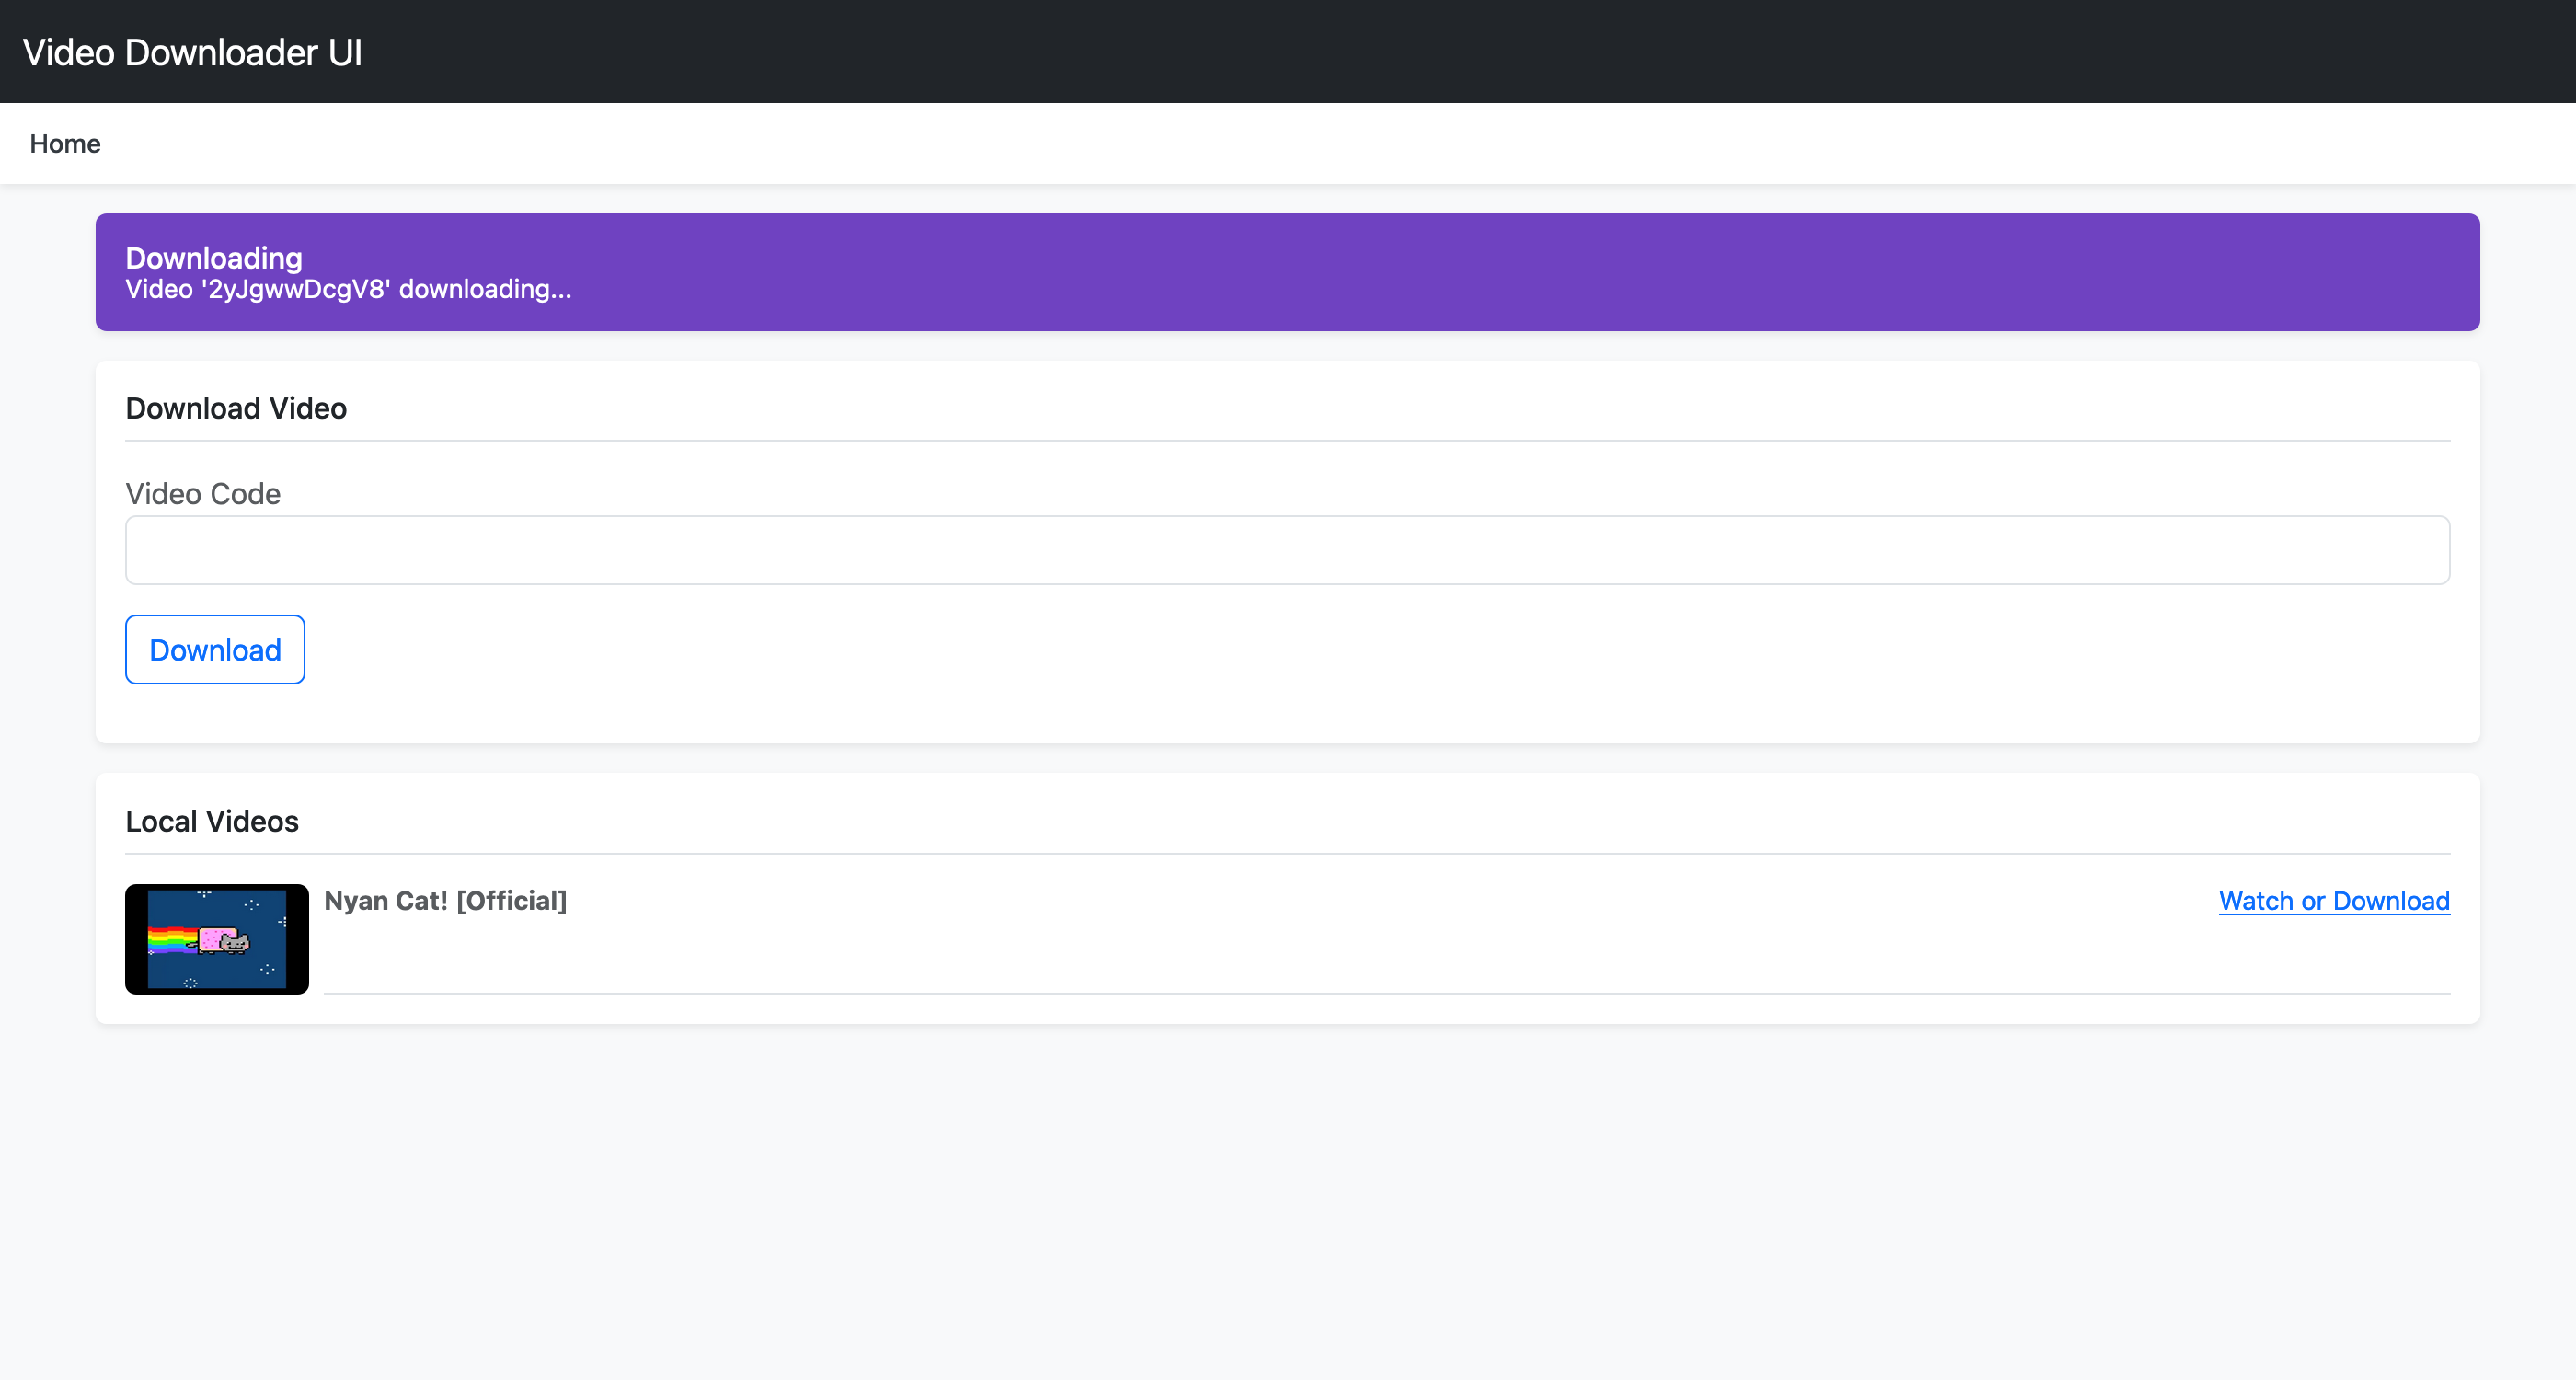 Video Downloader UI
Home
Downloading
Video '2yJgwwDcgV8' downloading...
Download Video
Video Code
Download
Local Videos
Nyan Cat! [Official]
Watch or Download